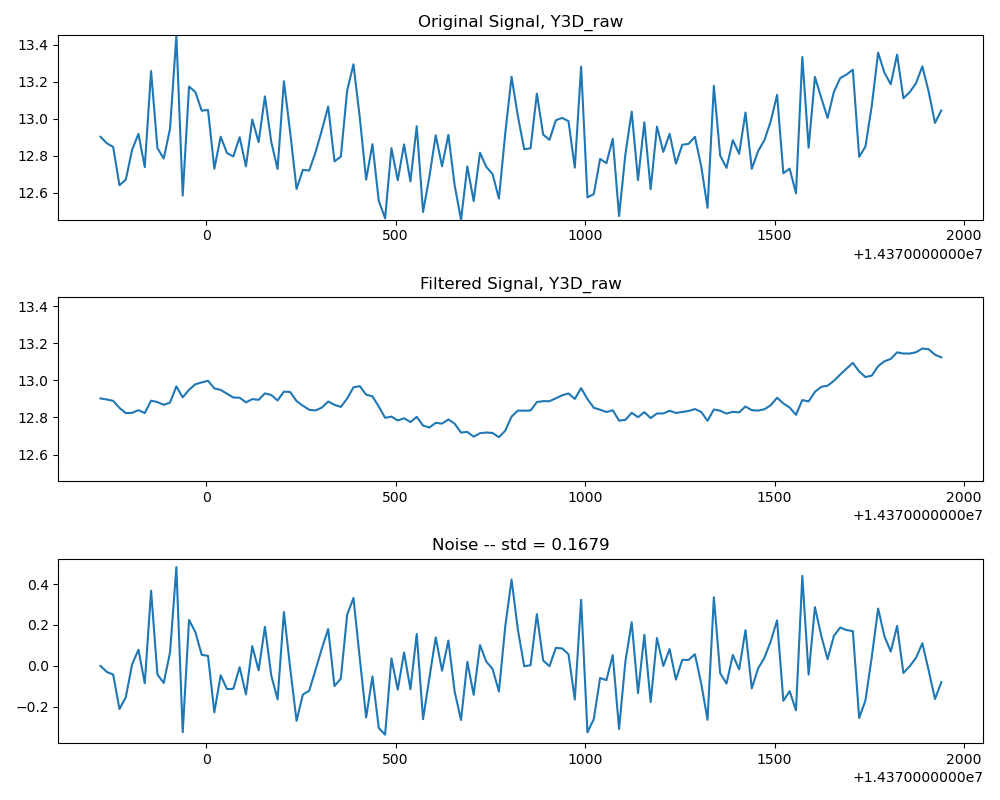 Original Signal, Y3D_raw
13.4
13.2
13.0
12.8
12.6
0 500 1000 1500 2000
+1.4370000000e7
Filtered Signal, Y3D_raw
13.4
13.2
13.0
12.8
12.6
0 500 1000 1500 2000
+1.4370000000e7
Noise -- std = 0.1679
0.4
0.2
0.0
−0.2
0 500 1000 1500 2000
+1.4370000000e7